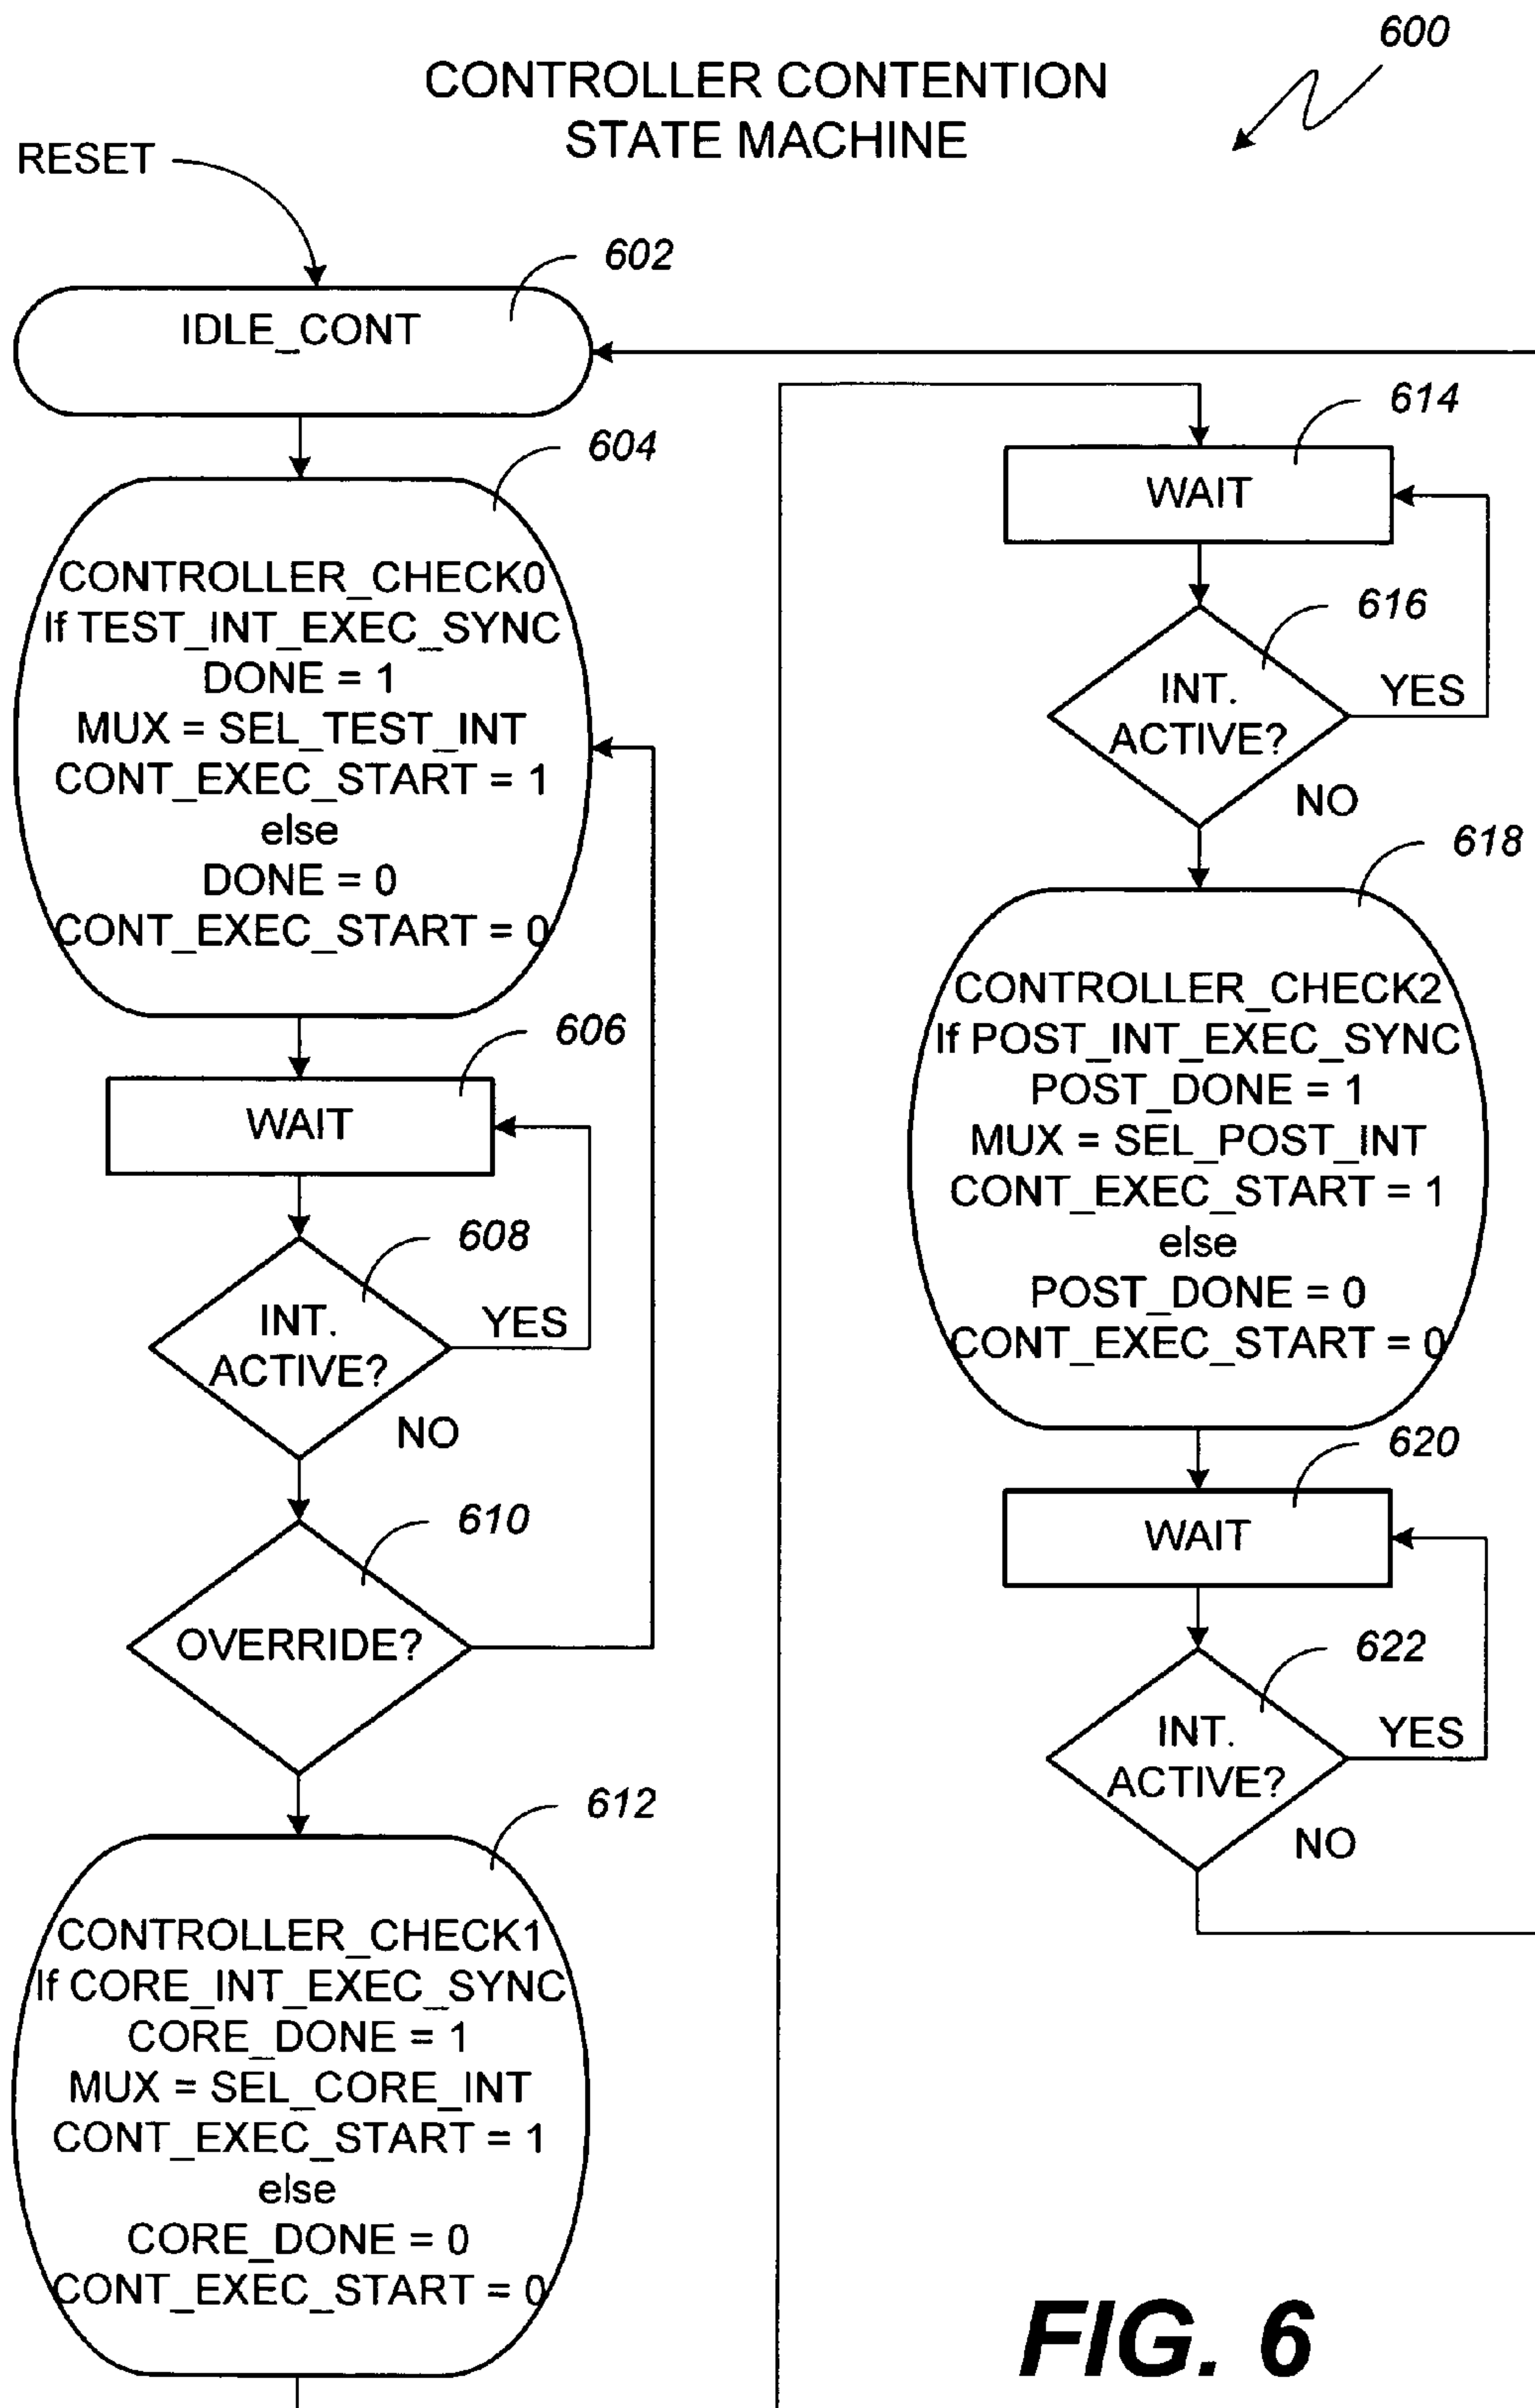 600
CONTROLLER CONTENTION
STATE MACHINE
RESET
602
IDLE_CONT
604
CONTROLLER_CHECK0
If TEST_INT_EXEC_SYNC
DONE = 1
MUX = SEL_TEST_INT
CONT_EXEC_START = 1
else
DONE = 0
CONT_EXEC_START = 0
606
WAIT
608
INT.
ACTIVE?
YES
NO
610
OVERRIDE?
612
CONTROLLER_CHECK1
If CORE_INT_EXEC_SYNC
CORE_DONE = 1
MUX = SEL_CORE_INT
CONT_EXEC_START = 1
else
CORE_DONE = 0
CONT_EXEC_START = 0
614
WAIT
616
INT.
ACTIVE?
YES
NO
618
CONTROLLER_CHECK2
If POST_INT_EXEC_SYNC
POST_DONE = 1
MUX = SEL_POST_INT
CONT_EXEC_START = 1
else
POST_DONE = 0
CONT_EXEC_START = 0
620
WAIT
622
INT.
ACTIVE?
YES
NO
FIG. 6